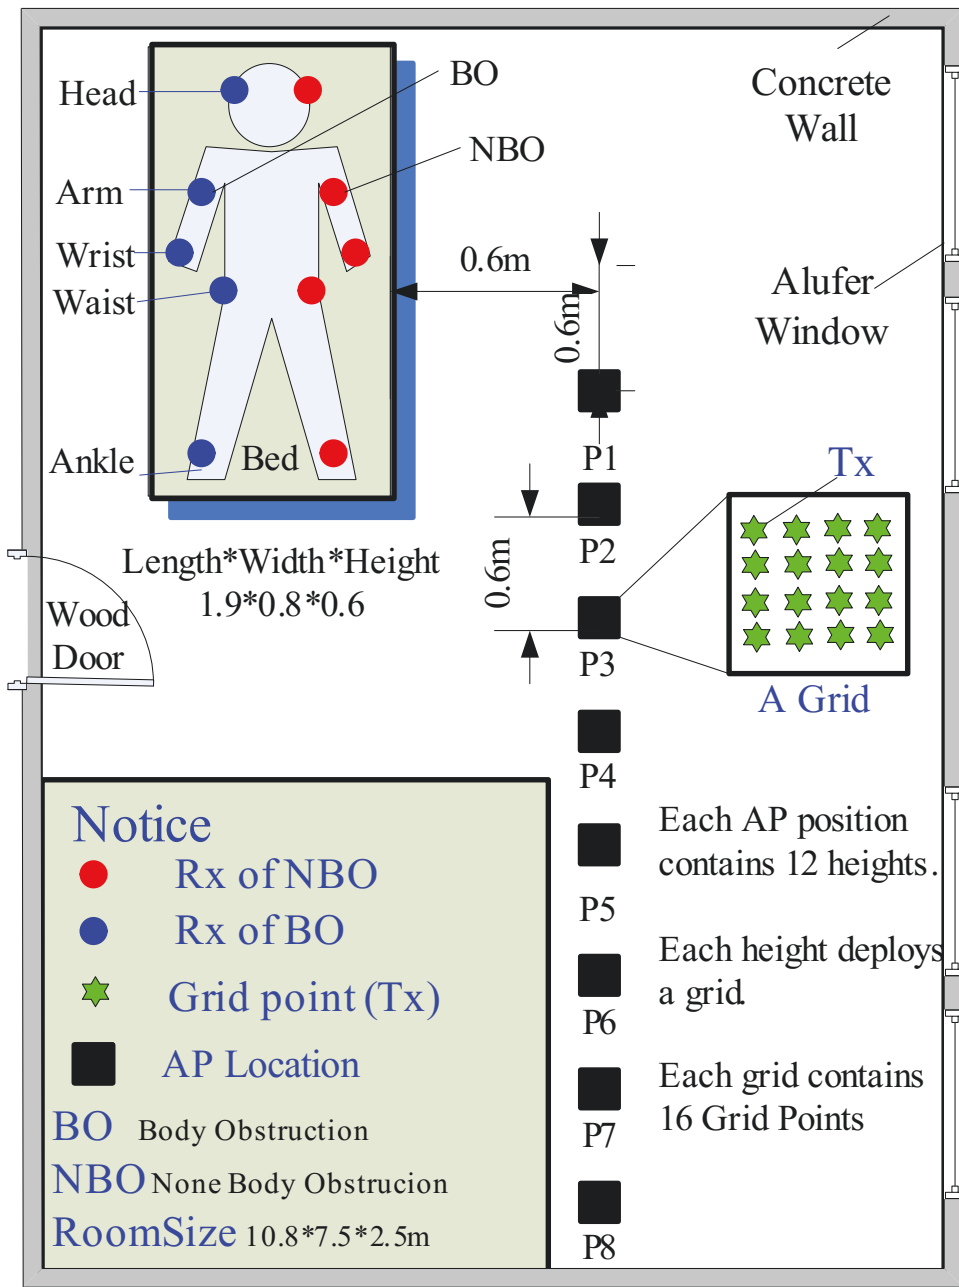 Head
BO
Concrete
Wall
NBO
Arm
Wrist
0.6m
Waist
Alufer
Window
0.6m
Ankle
Bed
P1
Tx
P2
Length*Width*Height
1.9*0.8*0.6
0.6m
Wood
Door
P3
A Grid
P4
Notice
Rx of NBO
Rx of BO
Grid point (Tx)
AP Location
BO Body Obstruction
NBO None Body Obstrucion
RoomSize 10.8*7.5*2.5m
Each AP position
contains 12 heights.
P5
Each height deploys
a grid.
P6
Each grid contains
16 Grid Points
P7
P8